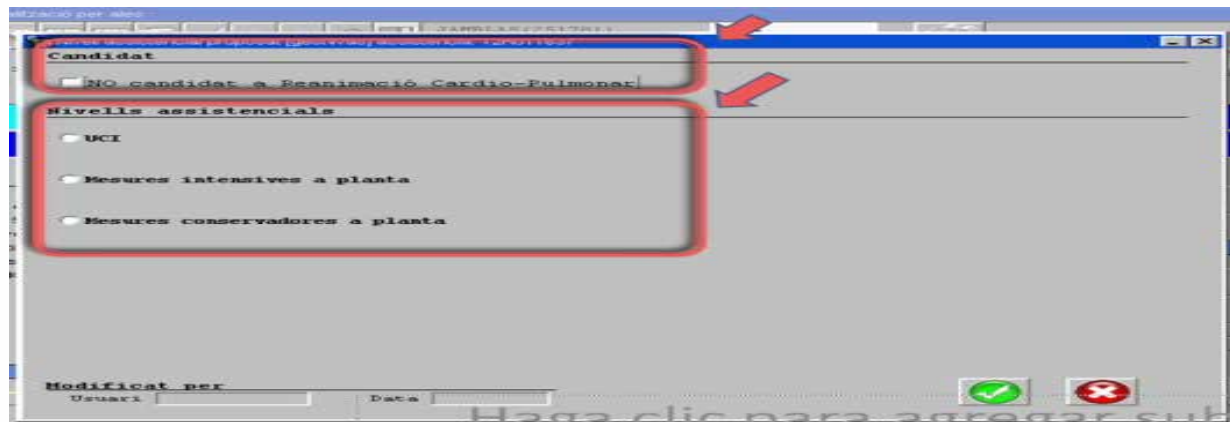 Candidat
NO candidat a Reanimació Cardio-Pulmonar
Nivells assistencials
UCI
Mesures intensives a planta
Mesures conservadores a planta
Modificat per
Usuari Data
Haga clic para agregar sub